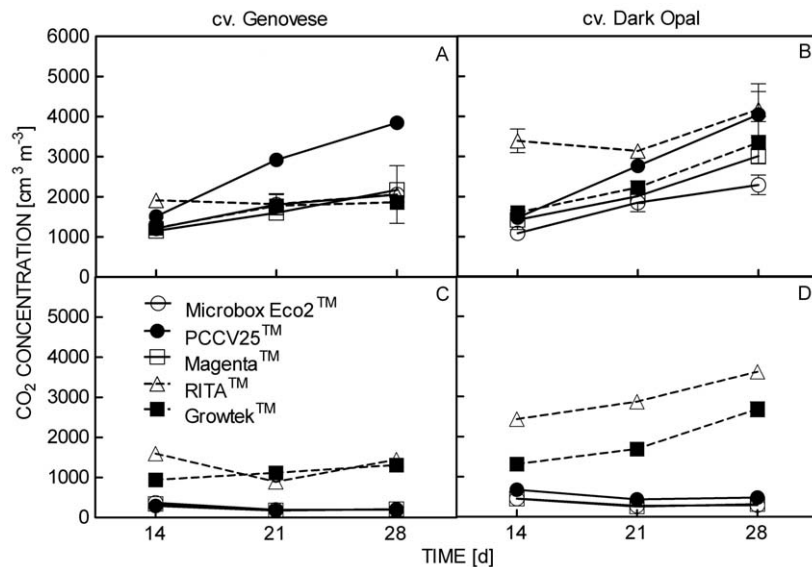 cv. Genovese
cv. Dark Opal
CO2 CONCENTRATION [cm3 m-3]
6000
5000
4000
3000
2000
1000
0
A
B
5000
4000
3000
2000
1000
0
C
D
Microbox Eco2™
PCCV25™
Magenta™
RITA™
Growtek™
14
21
28
14
21
28
TIME [d]